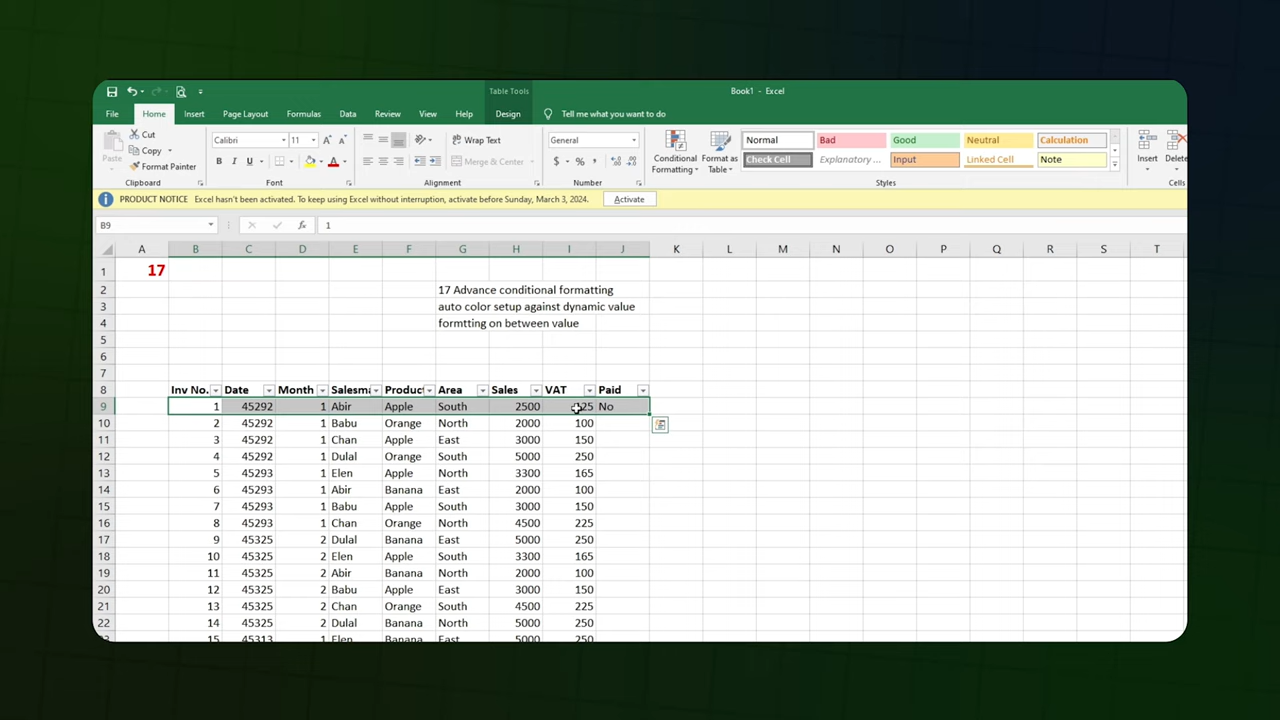 Table Tools
Book1 - Excel
File Home Insert Page Layout Formulas Data Review View Help Design Tell me what you want to do
Paste
Cut
Copy
Format Painter
Clipboard
Calibri 11
B I U
Font
Wrap Text
Merge & Center
Alignment
General
$ % ,
Number
Conditional Formatting
Format as Table
Normal Bad Good Neutral Calculation
Check Cell Explanatory ... Input Linked Cell Note
Styles
Insert Delete
Cells
PRODUCT NOTICE Excel hasn't been activated. To keep using Excel without interruption, activate before Sunday, March 3, 2024. Activate
B9 fx 1
A B C D E F G H I J K L M N O P Q R S T
1 17
2 17 Advance conditional formatting
3 auto color setup against dynamic value
4 formtting on between value
5
6
7
8 Inv No. Date Month Salesma Product Area Sales VAT Paid
9 1 45292 1 Abir Apple South 2500 125 No
10 2 45292 1 Babu Orange North 2000 100
11 3 45292 1 Chan Apple East 3000 150
12 4 45292 1 Dulal Orange South 5000 250
13 5 45293 1 Elen Apple North 3300 165
14 6 45293 1 Abir Banana East 2000 100
15 7 45293 1 Babu Apple South 3000 150
16 8 45293 1 Chan Orange North 4500 225
17 9 45325 2 Dulal Banana East 5000 250
18 10 45325 2 Elen Apple South 3300 165
19 11 45325 2 Abir Banana North 2000 100
20 12 45325 2 Babu Apple East 3000 150
21 13 45325 2 Chan Orange South 4500 225
22 14 45325 2 Dulal Banana North 5000 250
23 15 45313 1 Elen Banana East 5000 250